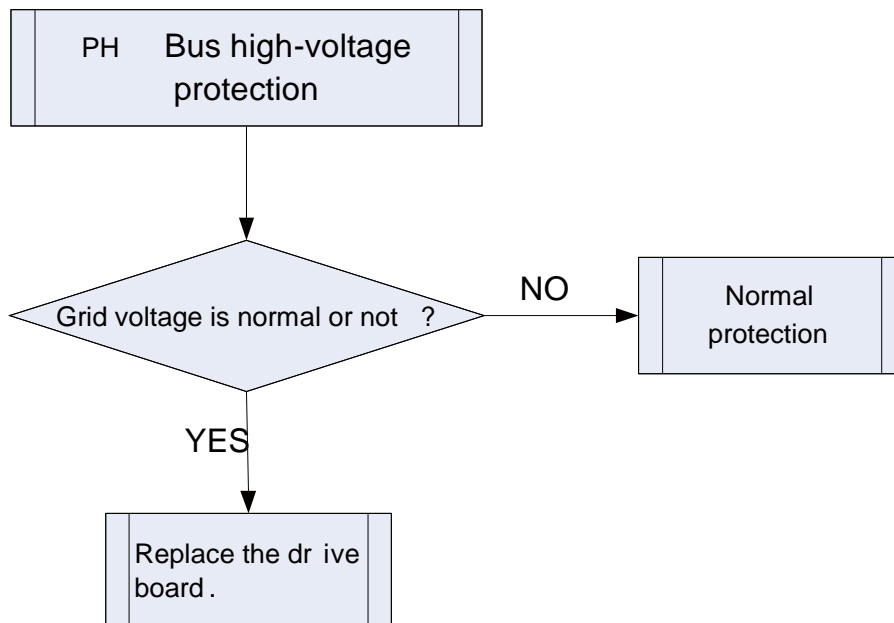 PH Bus high-voltage
protection
Grid voltage is normal or not ?
NO
Normal
protection
YES
Replace the dr ive
board .